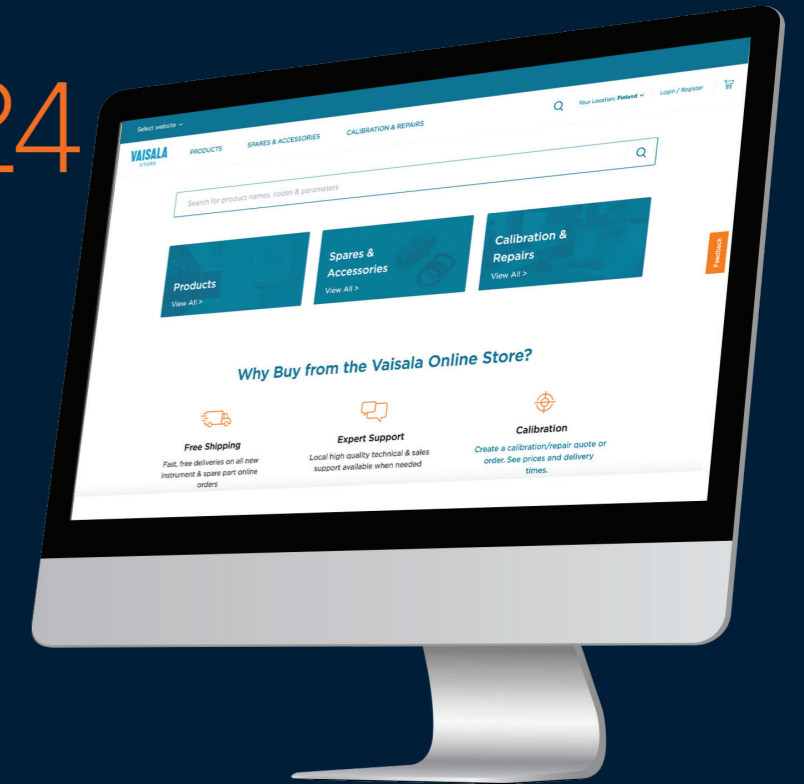 24
Select website
Your Location: Finland
Login / Register
VAISALA
STORE
PRODUCTS
SPARES & ACCESSORIES
CALIBRATION & REPAIRS
Search for product names, codes & parameters
Products
View All >
Spares &
Accessories
View All >
Calibration &
Repairs
View All >
Feedback
Why Buy from the Vaisala Online Store?
Free Shipping
Fast, free deliveries on all new
instrument & spare part online
orders
Expert Support
Local high quality technical & sales
support available when needed
Calibration
Create a calibration/repair quote or
order. See prices and delivery
times.